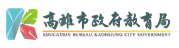 高雄市政府教育局
EDUCATION BUREAU, KAOHSIUNG CITY GOVERNMENT